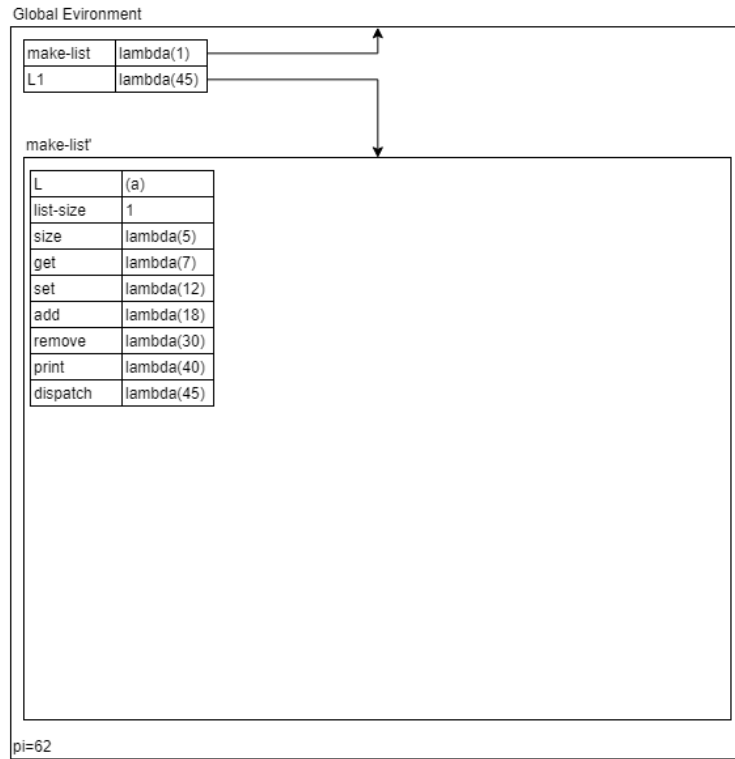 Global Evironment
make-list lambda(1)
L1 lambda(45)
make-list'
L (a)
list-size 1
size lambda(5)
get lambda(7)
set lambda(12)
add lambda(18)
remove lambda(30)
print lambda(40)
dispatch lambda(45)
pi=62